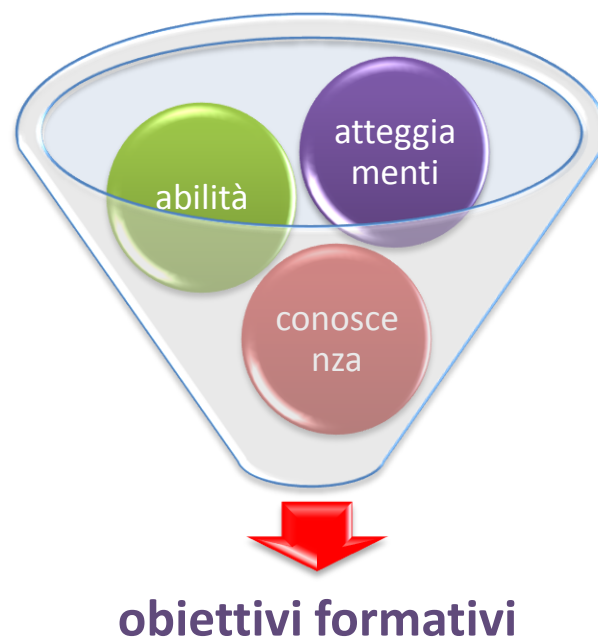 atteggia
menti
abilità
conosce
nza
obiettivi formativi